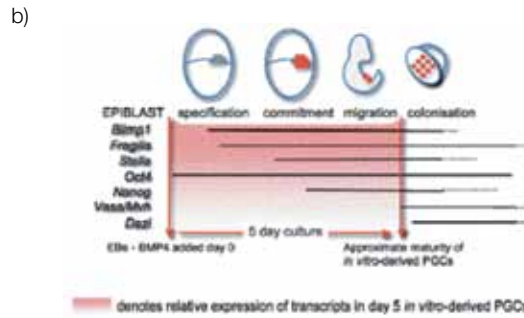 b)
EPIBLAST specification commitment migration colonisation
Blimp1
Fragilis
Stella
Oct4
Nanog
Vasa/Mvh
Dazl
5 day culture
EBs - BMP4 added day 0
Approximate maturity of
in vitro-derived PGCs
denotes relative expression of transcripts in day 5 in vitro-derived PGCs